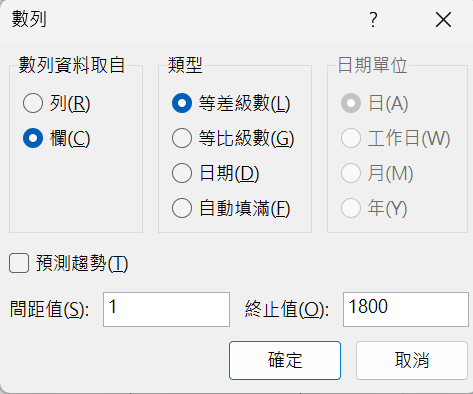 數列 ?
數列資料取自 類型 日期單位
列(R) 等差級數(L) 日(A)
欄(C) 等比級數(G) 工作日(W)
日期(D) 月(M)
自動填滿(F) 年(Y)
預測趨勢(T)
間距值(S): 1 終止值(O): 1800
確定 取消